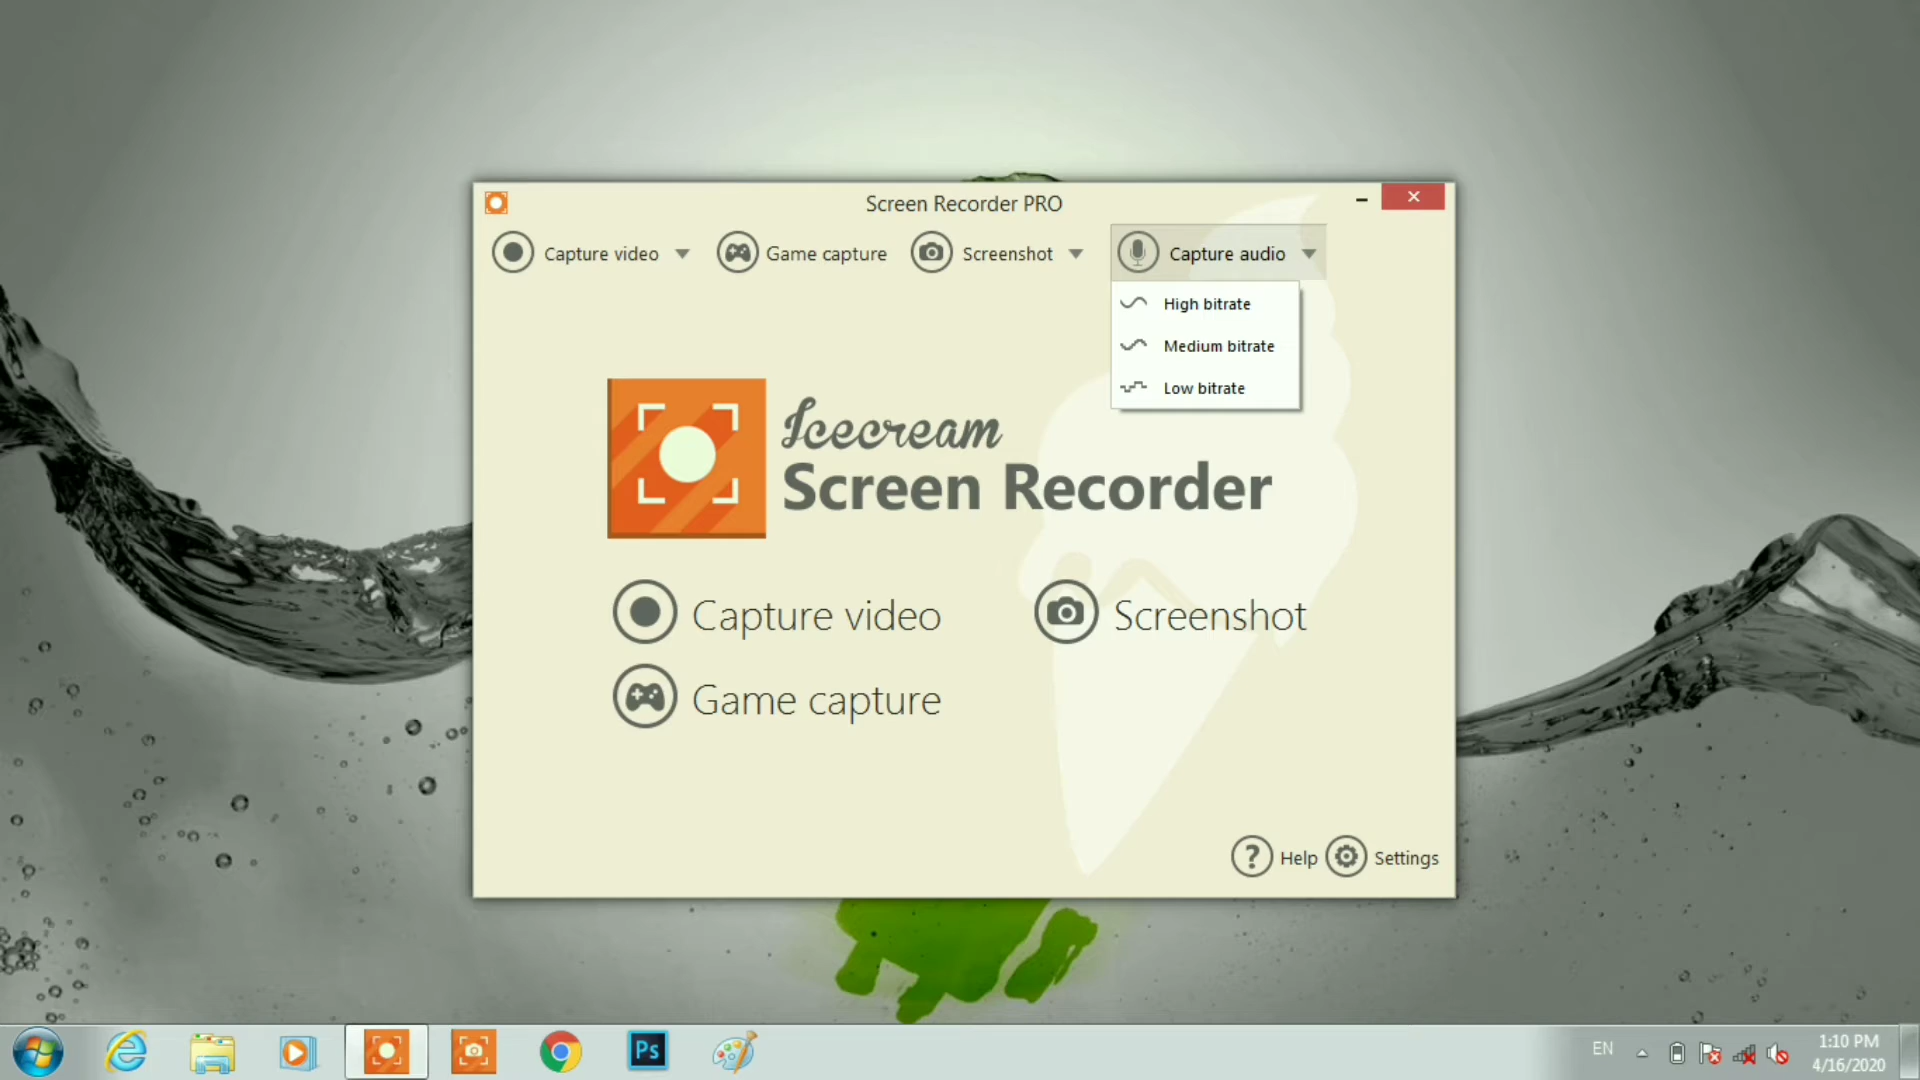 Screen Recorder PRO
Capture video
Game capture
Screenshot
Capture audio
High bitrate
Medium bitrate
Low bitrate
Icecream
Screen Recorder
Capture video
Screenshot
Game capture
? Help
Settings
Ps
EN
1:10 PM
4/16/2020